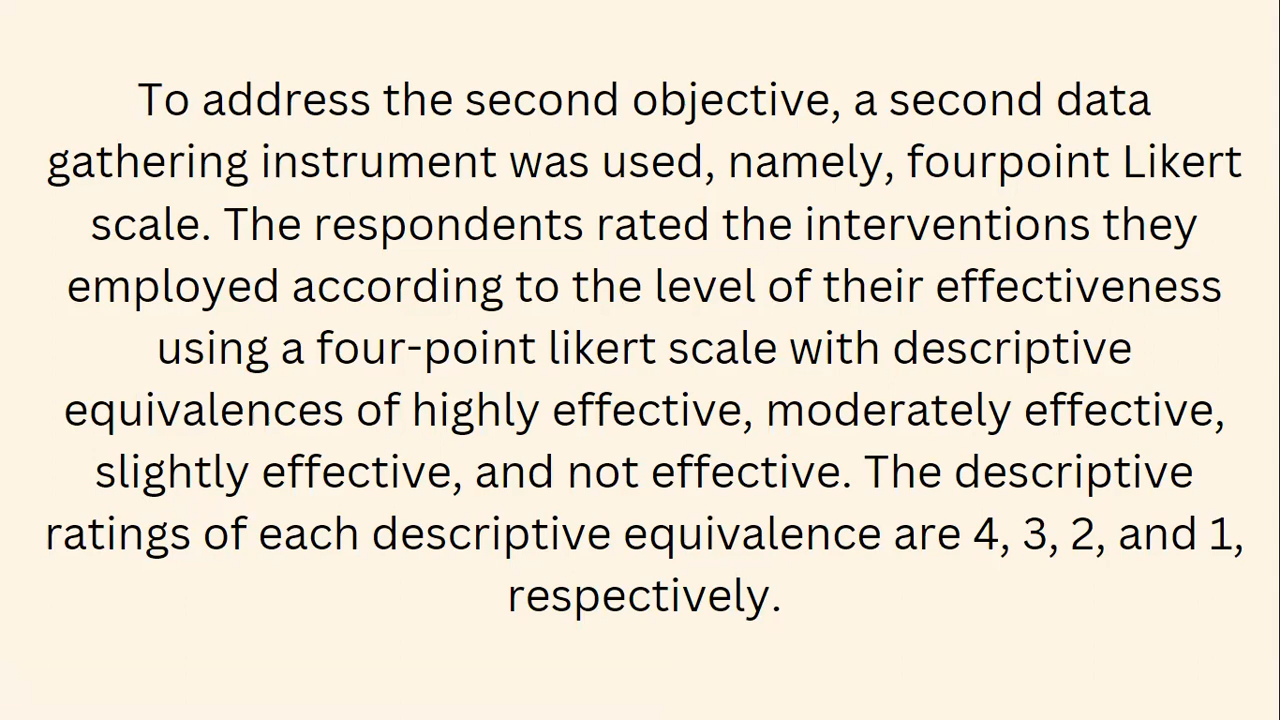 To address the second objective, a second data
gathering instrument was used, namely, fourpoint Likert
scale. The respondents rated the interventions they
employed according to the level of their effectiveness
using a four-point likert scale with descriptive
equivalences of highly effective, moderately effective,
slightly effective, and not effective. The descriptive
ratings of each descriptive equivalence are 4, 3, 2, and 1,
respectively.